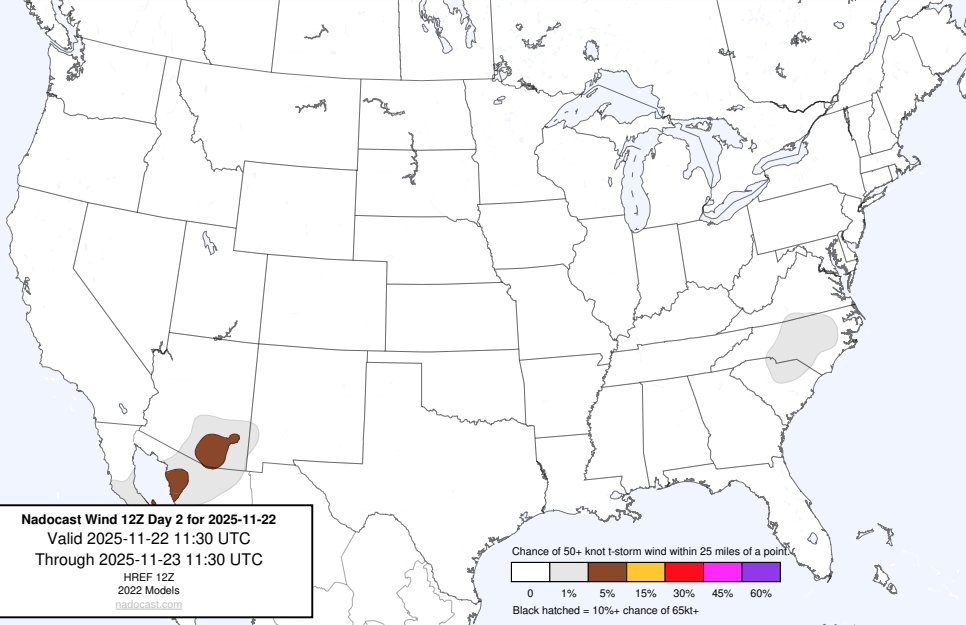 Nadocast Wind 12Z Day 2 for 2025-11-22
Valid 2025-11-22 11:30 UTC
Through 2025-11-23 11:30 UTC
HREF 12Z
2022 Models
nadocast.com
Chance of 50+ knot t-storm wind within 25 miles of a point.
0 1% 5% 15% 30% 45% 60%
Black hatched = 10%+ chance of 65kt+